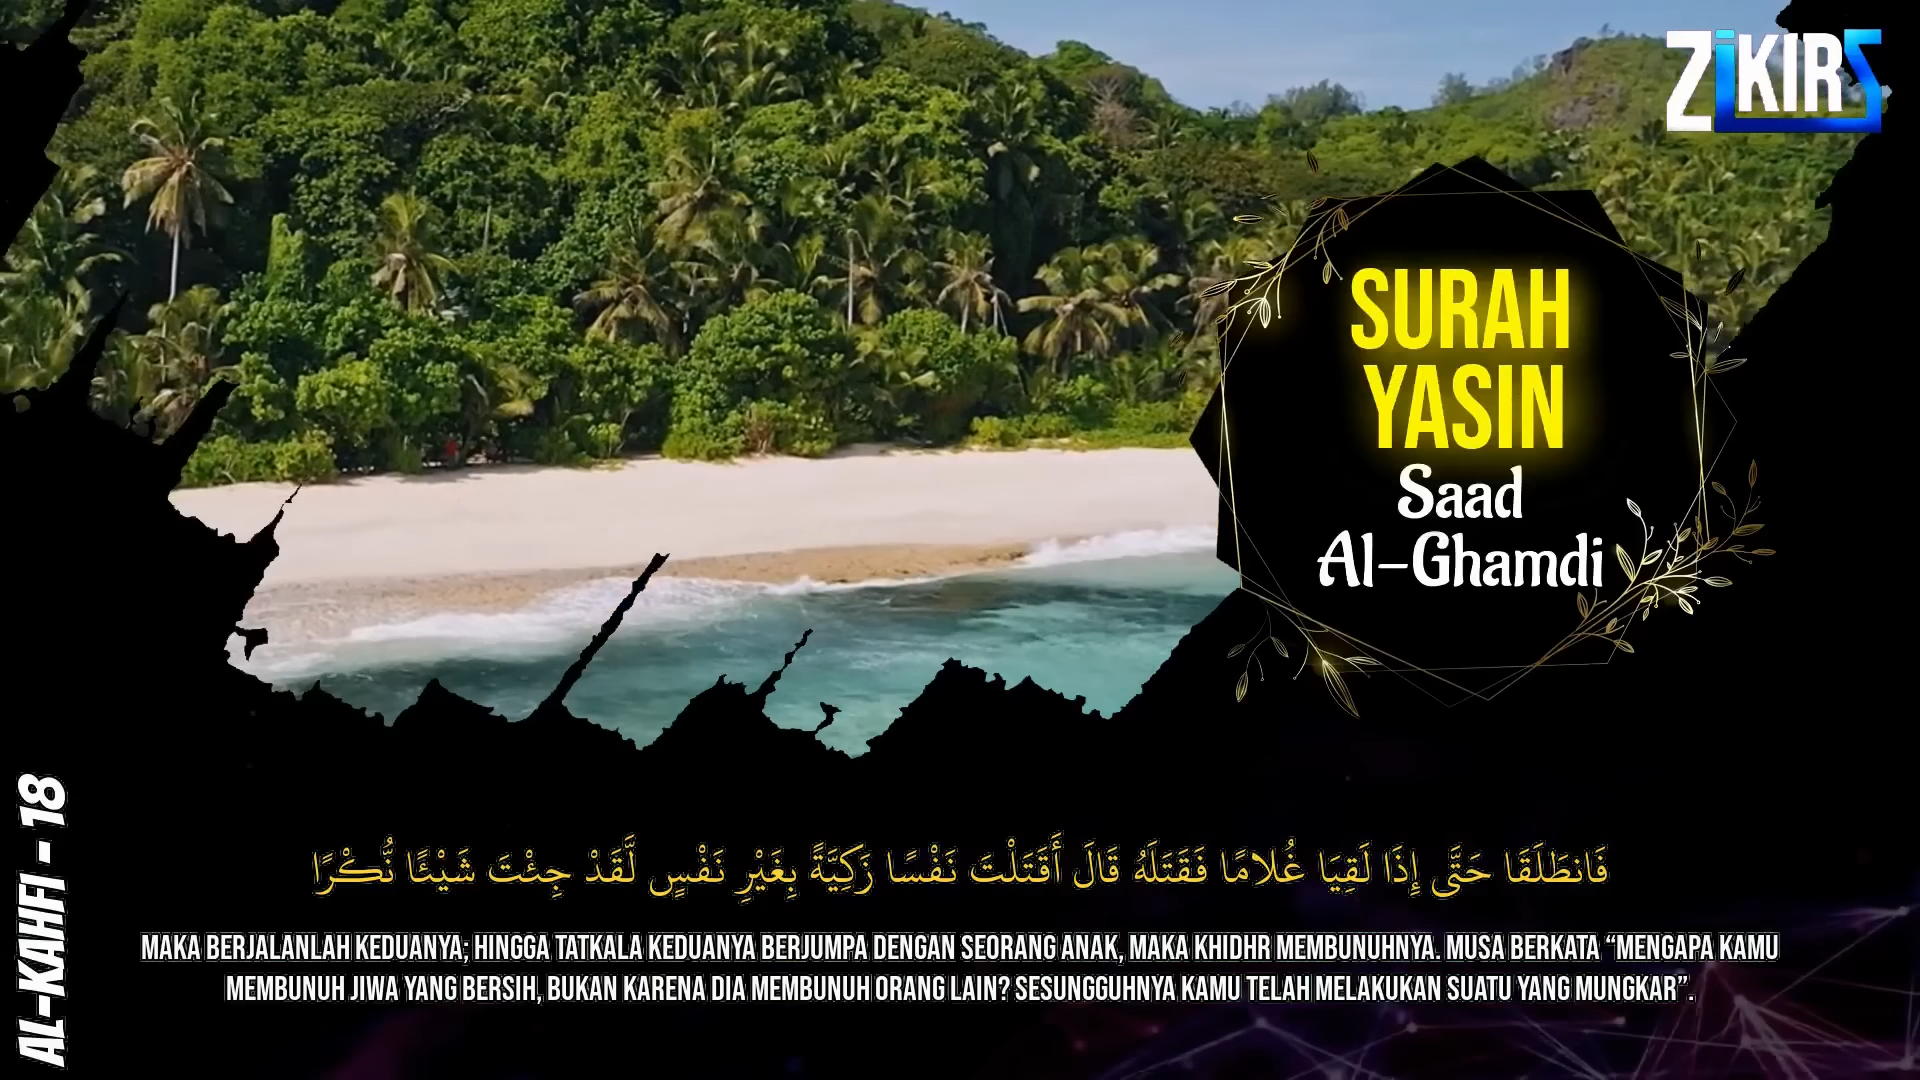 ZiKIRS
SURAH
YASIN
Saad
Al-Ghamdi
AL-KAHFI - 18
فَانطَلَقَا حَتَّى إِذَا لَقِيَا غُلامًا فَقَتَلَهُ قَالَ أَقَتَلْتَ نَفْسًا زَكِيَّةً بِغَيْرِ نَفْسٍ لَّقَدْ جِئْتَ شَيْئًا نُّكْرًا
MAKA BERJALANLAH KEDUANYA; HINGGA TATKALA KEDUANYA BERJUMPA DENGAN SEORANG ANAK, MAKA KHIDHR MEMBUNUHNYA. MUSA BERKATA “MENGAPA KAMU
MEMBUNUH JIWA YANG BERSIH, BUKAN KARENA DIA MEMBUNUH ORANG LAIN? SESUNGGUHNYA KAMU TELAH MELAKUKAN SUATU YANG MUNGKAR”.